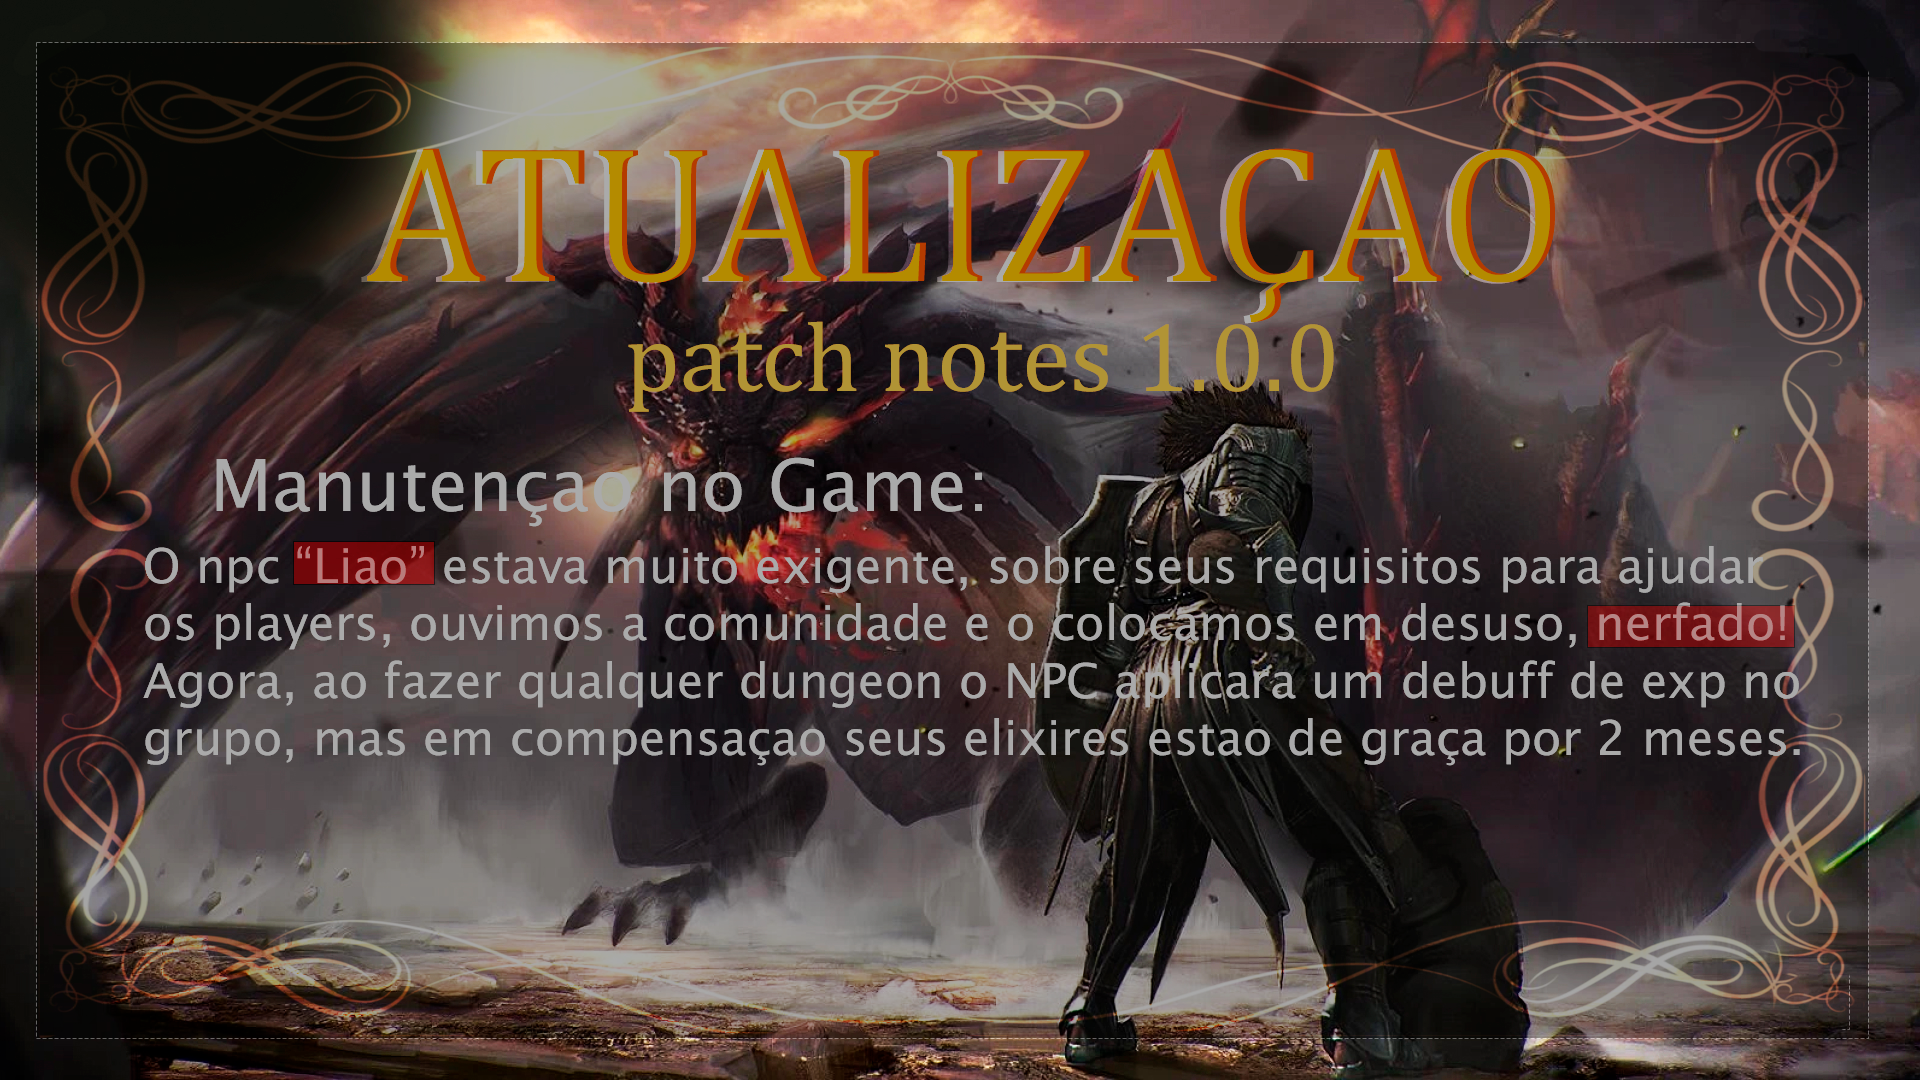 ATUALIZAÇAO
patch notes 1.0.0
Manutençao no Game:
O npc “Liao” estava muito exigente, sobre seus requisitos para ajudar
os players, ouvimos a comunidade e o colocamos em desuso, nerfado!
Agora, ao fazer qualquer dungeon o NPC aplicara um debuff de exp no
grupo, mas em compensaçao seus elixires estao de graça por 2 meses.